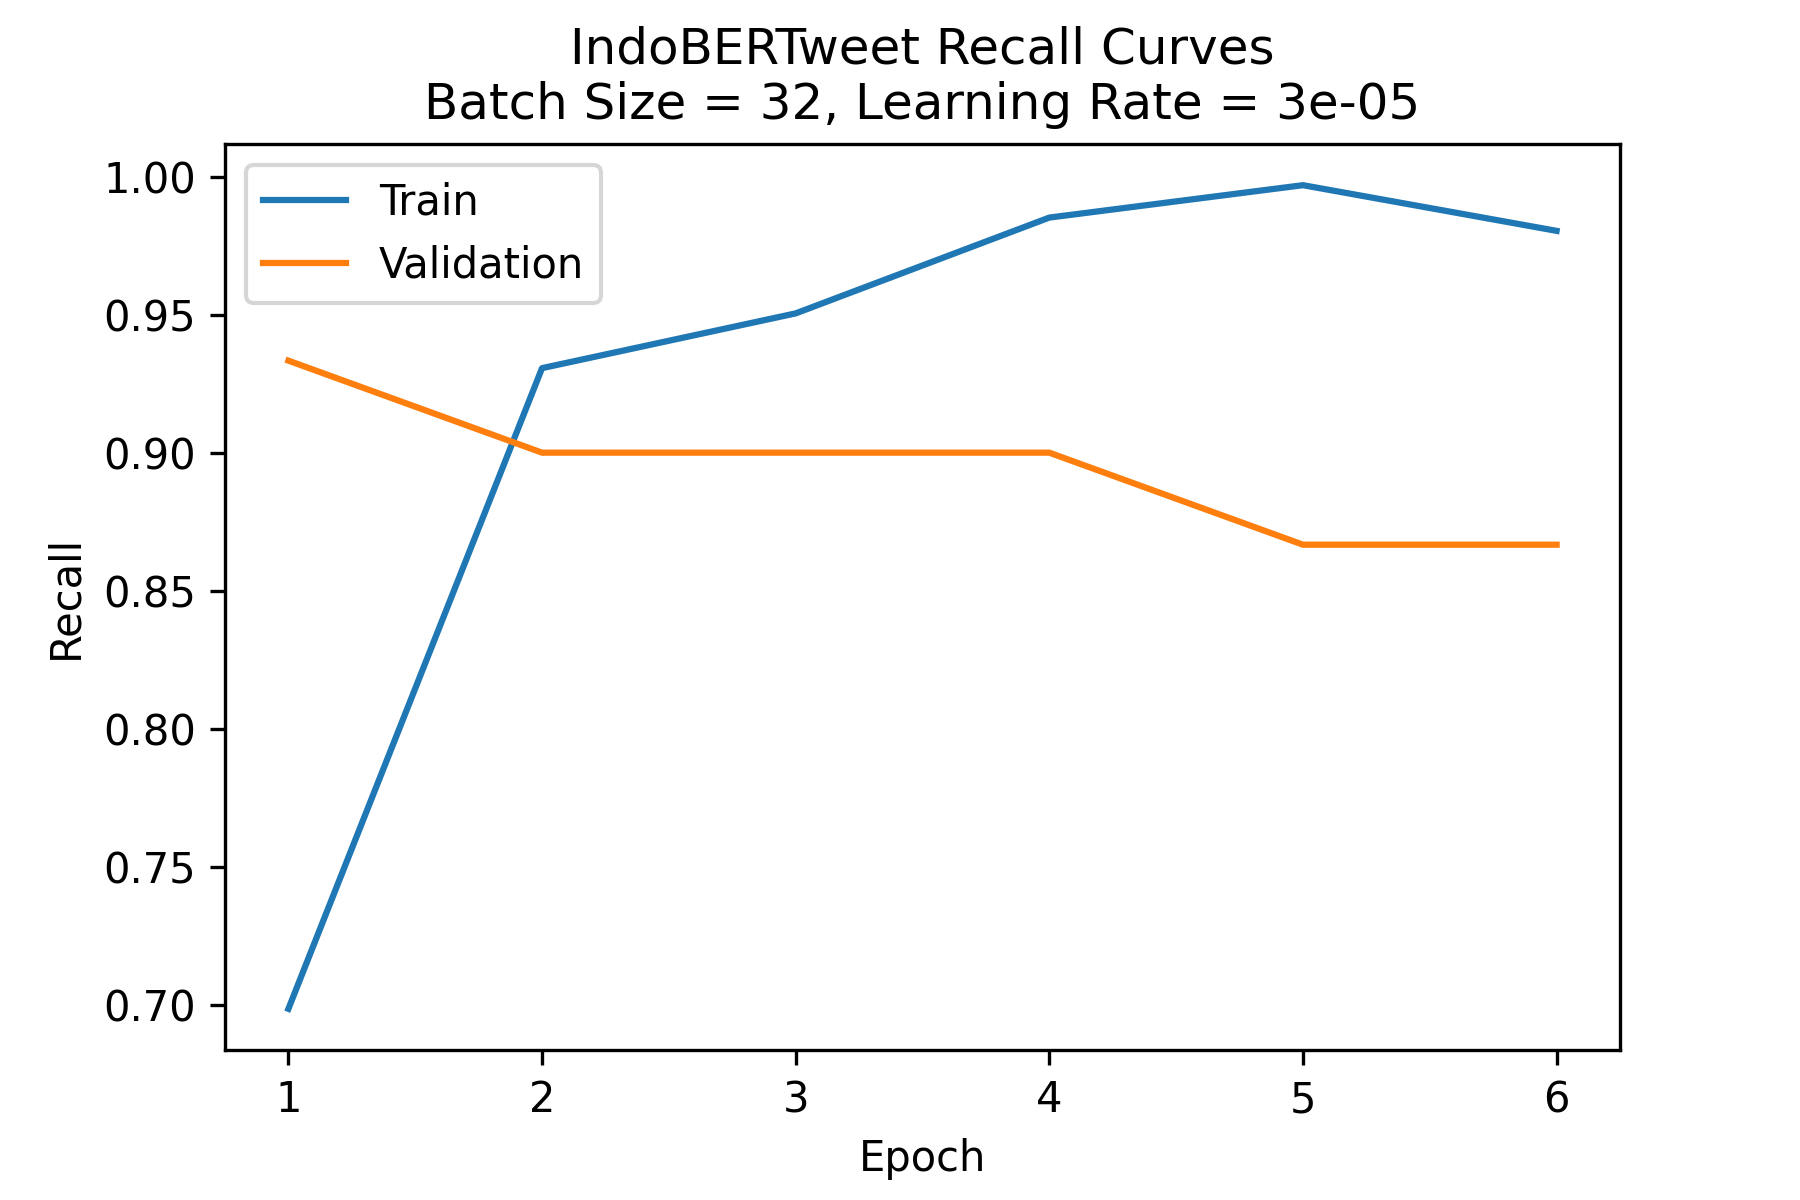 IndoBERTweet Recall Curves
Batch Size = 32, Learning Rate = 3e-05
Train
Validation
1.00
0.95
0.90
0.85
0.80
0.75
0.70
Recall
1 2 3 4 5 6
Epoch